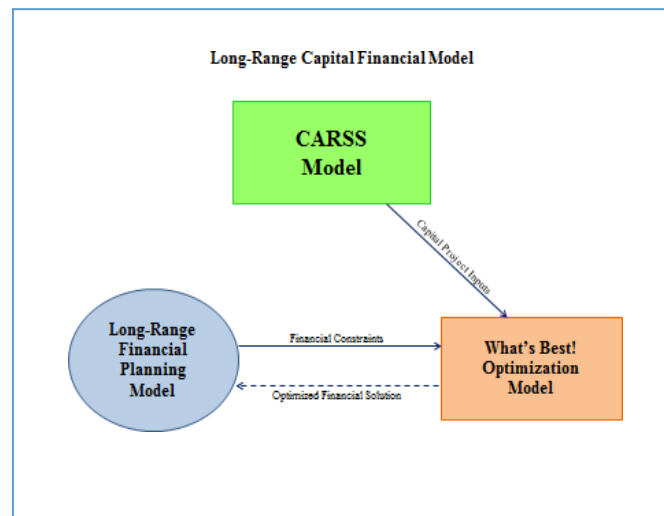 Long-Range Capital Financial Model
CARSS
Model
Capital Project Inputs
Long-Range
Financial
Planning
Model
Financial Constraints
Optimized Financial Solution
What's Best!
Optimization
Model